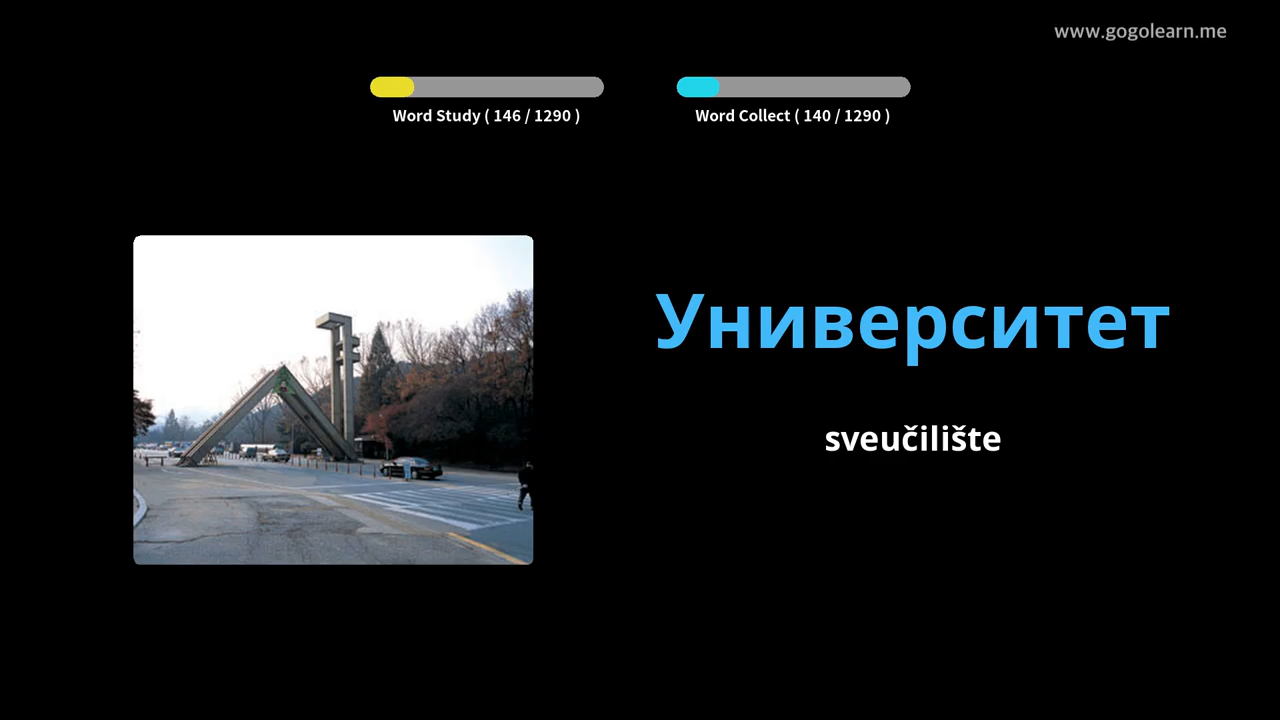 www.gogolearn.me
Word Study ( 146 / 1290 )
Word Collect ( 140 / 1290 )
Университет
sveučilište